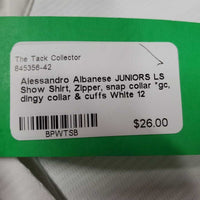 The Tack Collector
845356-42
Alessandro Albanese JUNIORS LS
Show Shirt, Zipper, snap collar *gc,
dingy collar & cuffs White 12
$26.00
BPWTSB